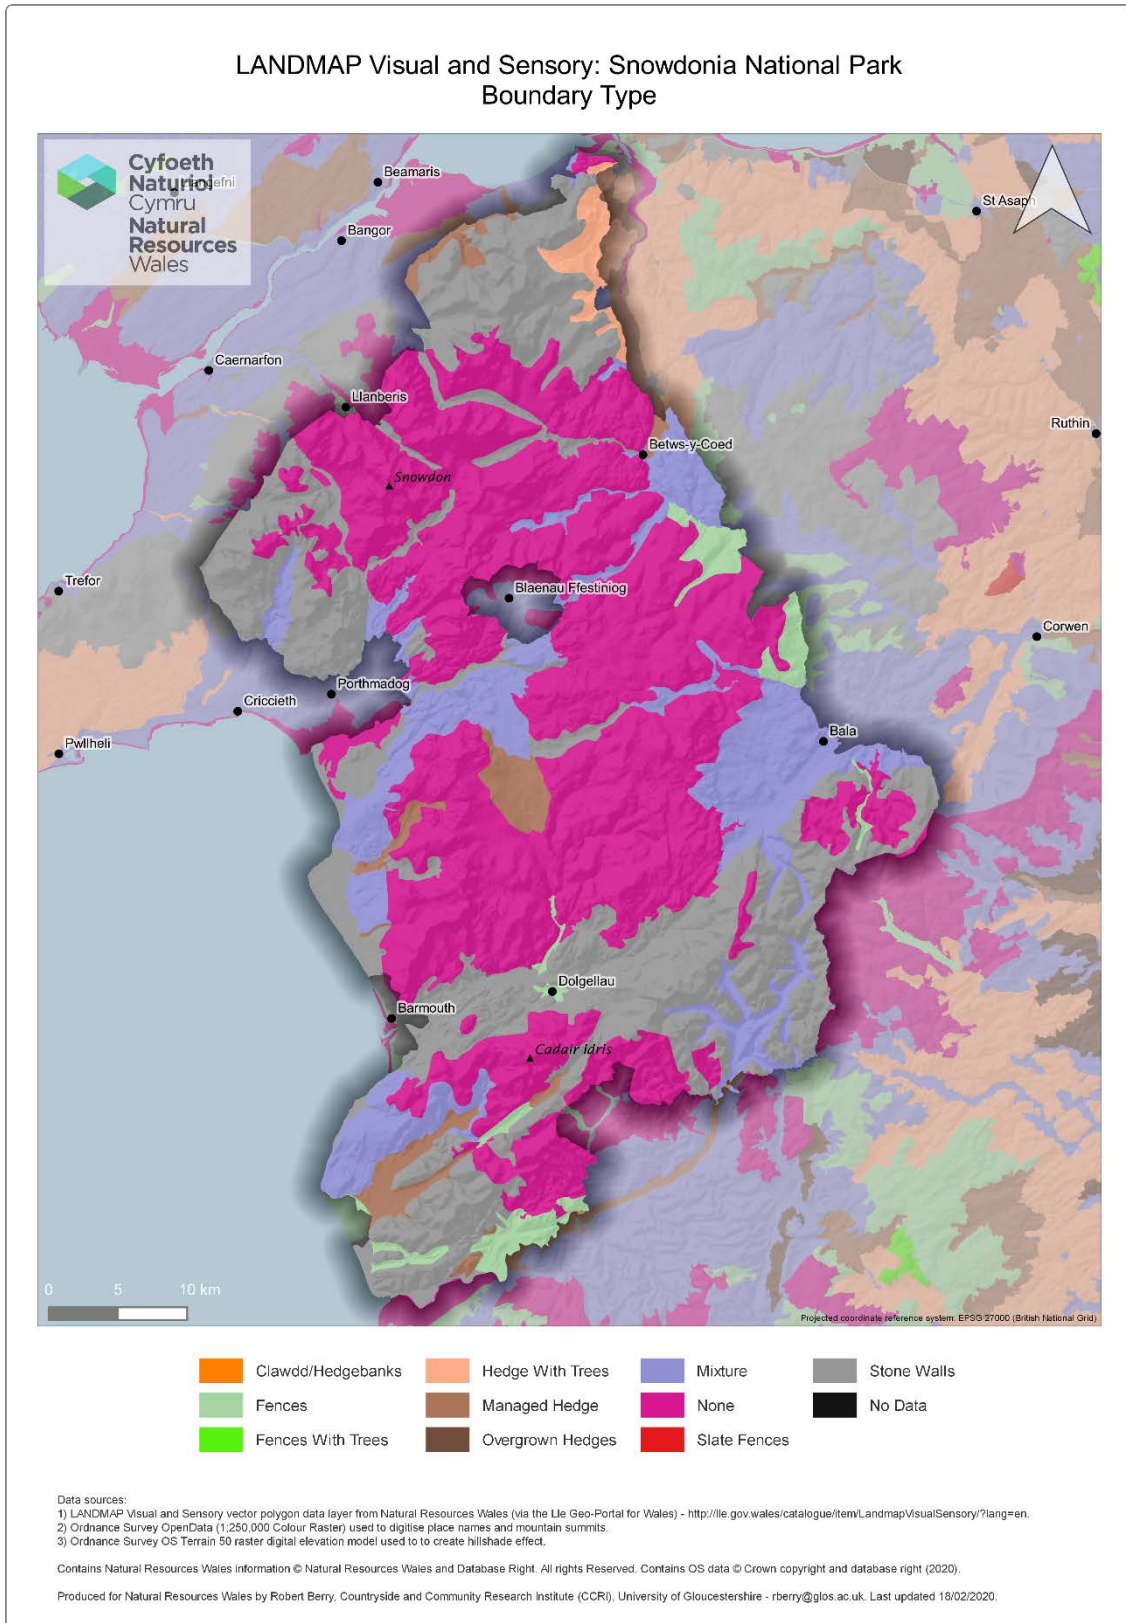 LANDMAP Visual and Sensory: Snowdonia National Park
Boundary Type
Cyfoeth
Naturiol
Cymru
Natural
Resources
Wales
Beamaris
Bangor
St Asaph
Caernarfon
Llanberis
Ruthin
Betws-y-Coed
Snowdon
Trefor
Blaenau Ffestiniog
Corwen
Porthmadog
Criccieth
Bala
Pwllheli
Dolgellau
Barmouth
Cadair Idris
0 5 10 km
Projected coordinate reference system: EPSG 27000 (British National Grid)
Clawdd/Hedgebanks Hedge With Trees Mixture Stone Walls
Fences Managed Hedge None No Data
Fences With Trees Overgrown Hedges Slate Fences
Data sources:
1) LANDMAP Visual and Sensory vector polygon data layer from Natural Resources Wales (via the Lle Geo-Portal for Wales) - http://lle.gov.wales/catalogue/item/LandmapVisualSensory/?lang=en.
2) Ordnance Survey OpenData (1;250,000 Colour Raster) used to digitise place names and mountain summits.
3) Ordnance Survey OS Terrain 50 raster digital elevation model used to to create hillshade effect.
Contains Natural Resources Wales information © Natural Resources Wales and Database Right. All rights Reserved. Contains OS data © Crown copyright and database right (2020).
Produced for Natural Resources Wales by Robert Berry, Countryside and Community Research Institute (CCRI), University of Gloucestershire - rberry@glos.ac.uk. Last updated 18/02/2020.